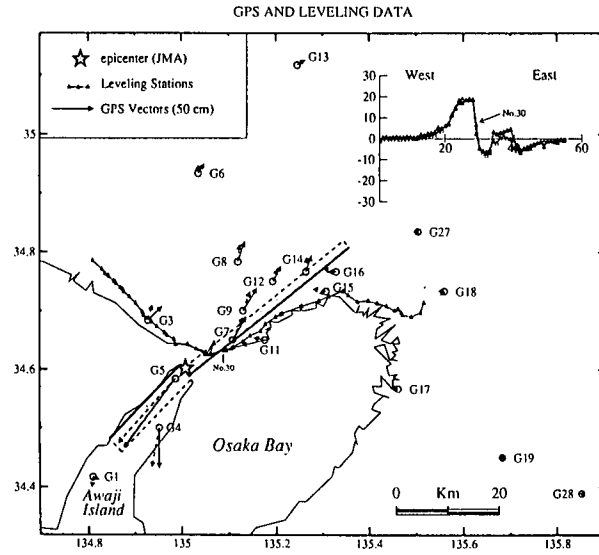 GPS AND LEVELING DATA
epicenter (JMA)
Leveling Stations
GPS Vectors (50 cm)
G13
West
East
No.30
30
20
10
0
-10
-20
-30
20
40
60
35
34.8
34.6
34.4
G6
G27
G8
G14
G12
G16
G18
G15
G3
G9
G7
G11
No.30
G5
G17
G4
Osaka Bay
G1
Awaji
Island
G19
G28
0 Km 20
134.8 135 135.2 135.4 135.6 135.8